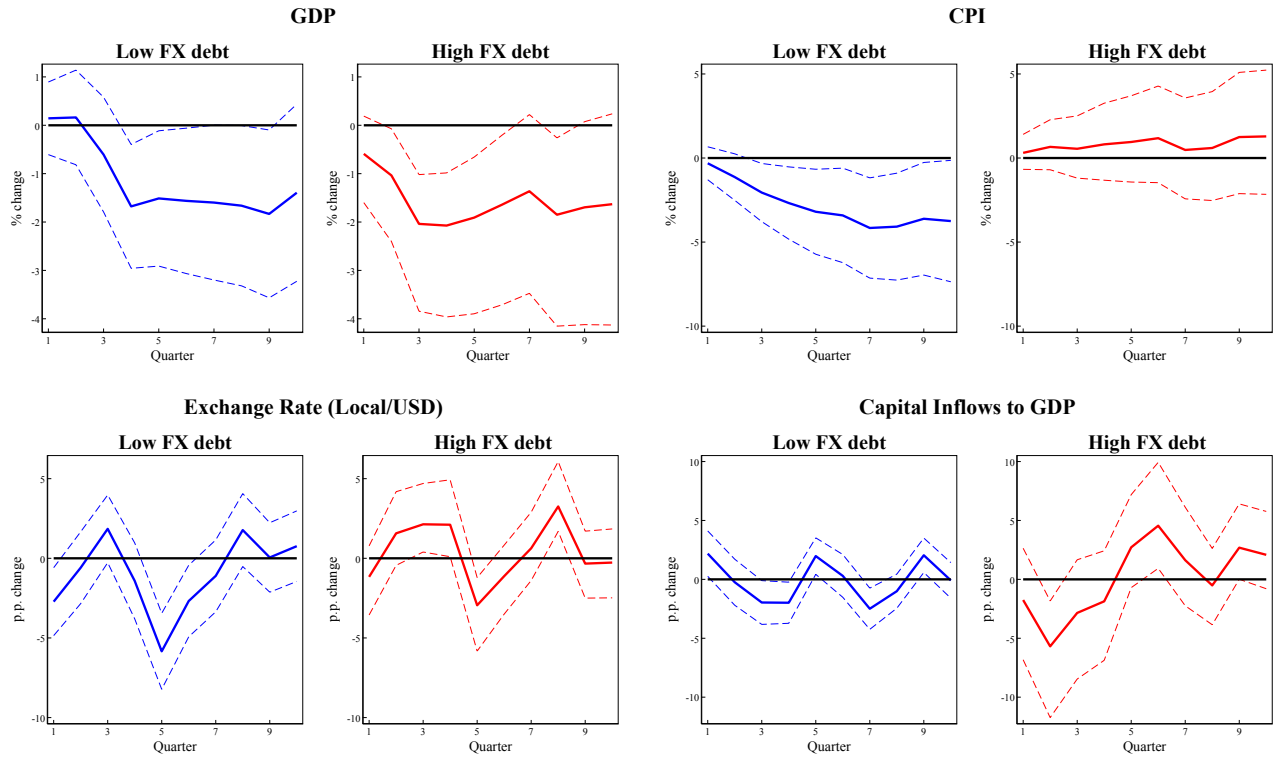 GDP
Low FX debt
High FX debt
% change
1
0
-1
-2
-3
-4
1
3
5
7
9
Quarter
1
0
-1
-2
-3
-4
1
3
5
7
9
Quarter
CPI
Low FX debt
High FX debt
% change
5
0
-5
-10
1
3
5
7
9
Quarter
5
0
-5
-10
1
3
5
7
9
Quarter
Exchange Rate (Local/USD)
Low FX debt
High FX debt
p.p. change
5
0
-5
-10
1
3
5
7
9
Quarter
p.p. change
5
0
-5
-10
1
3
5
7
9
Quarter
Capital Inflows to GDP
Low FX debt
High FX debt
p.p. change
10
5
0
-5
-10
1
3
5
7
9
Quarter
p.p. change
10
5
0
-5
-10
1
3
5
7
9
Quarter
% change
% change